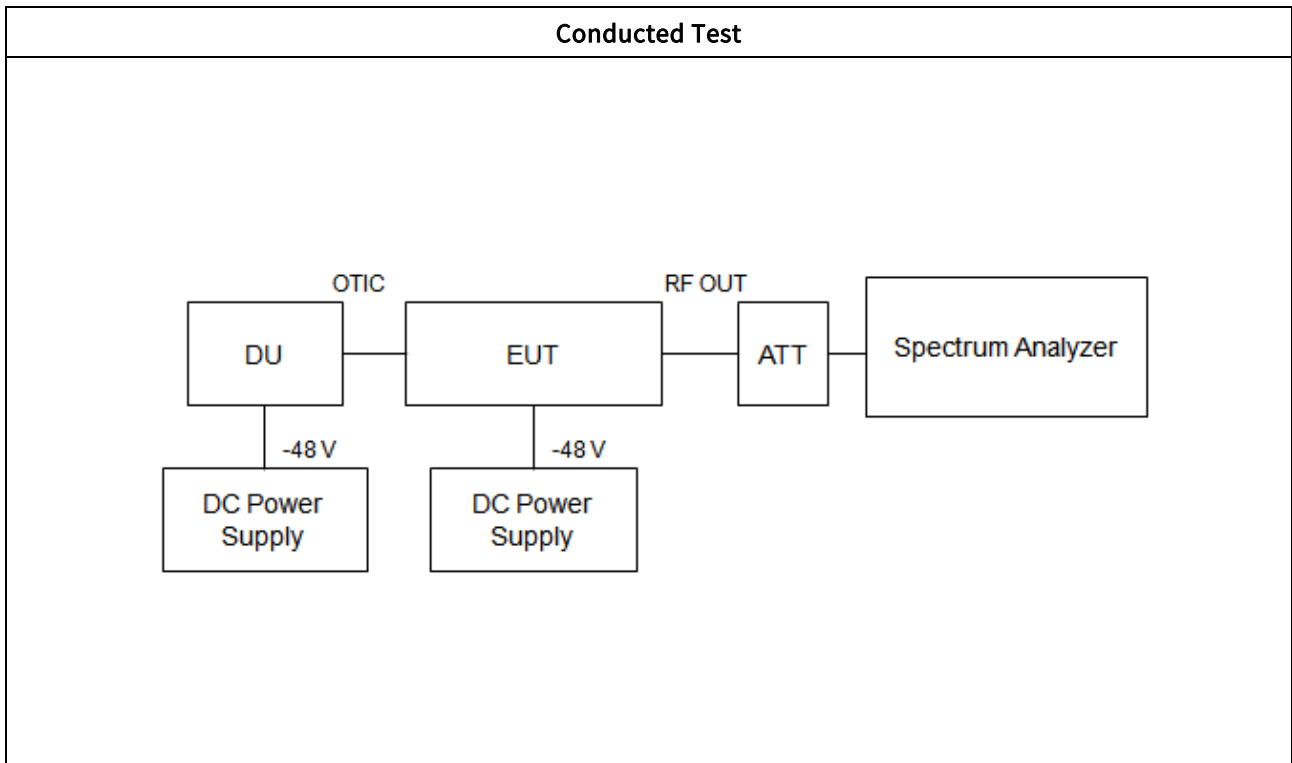 Conducted Test
OTIC
RF OUT
DU
EUT
ATT
Spectrum Analyzer
-48 V
-48 V
DC Power
Supply
DC Power
Supply